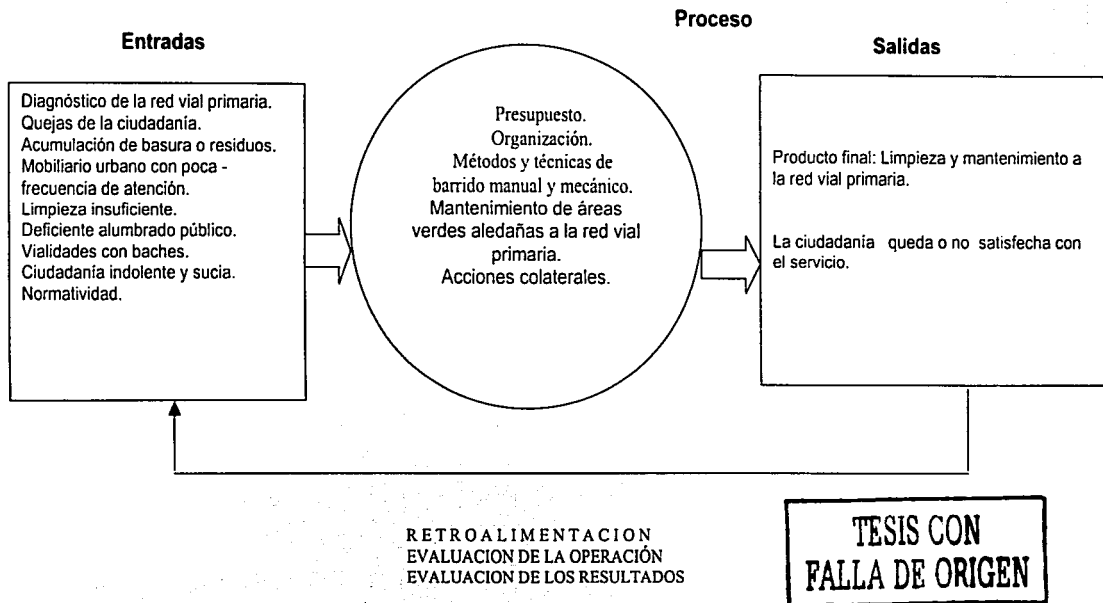 Proceso
Entradas
Salidas
Diagnóstico de la red vial primaria.
Quejas de la ciudadanía.
Acumulación de basura o residuos.
Mobiliario urbano con poca -
frecuencia de atención.
Limpieza insuficiente.
Deficiente alumbrado público.
Vialidades con baches.
Ciudadanía indolente y sucia.
Normatividad.
Presupuesto.
Organización.
Métodos y técnicas de
barrido manual y mecánico.
Mantenimiento de áreas
verdes aledañas a la red vial
primaria.
Acciones colaterales.
Producto final: Limpieza y mantenimiento a
la red vial primaria.
La ciudadanía queda o no satisfecha con
el servicio.
RETROALIMENTACION
EVALUACION DE LA OPERACIÓN
EVALUACION DE LOS RESULTADOS
TESIS CON
FALLA DE ORIGEN